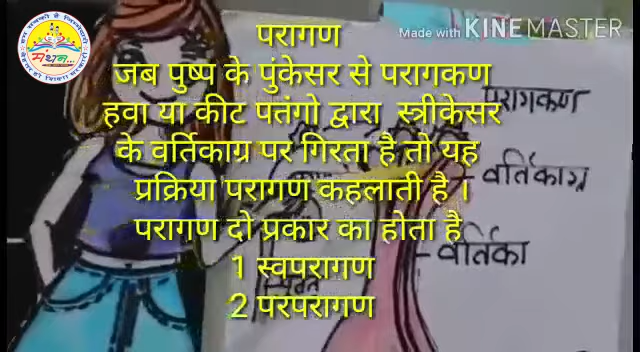 Made with KINEMASTER
परागण
जब पुष्प के पुंकेसर से परागकण
हवा या कीट पतंगो द्वारा स्त्रीकेसर
के वर्तिकाग्र पर गिरता है तो यह
प्रक्रिया परागण कहलाती है ।
परागण दो प्रकार का होता है
1 स्वपरागण
2 परपरागण
परागकण
वर्तिकाग्र
वर्तिका
मंथन...